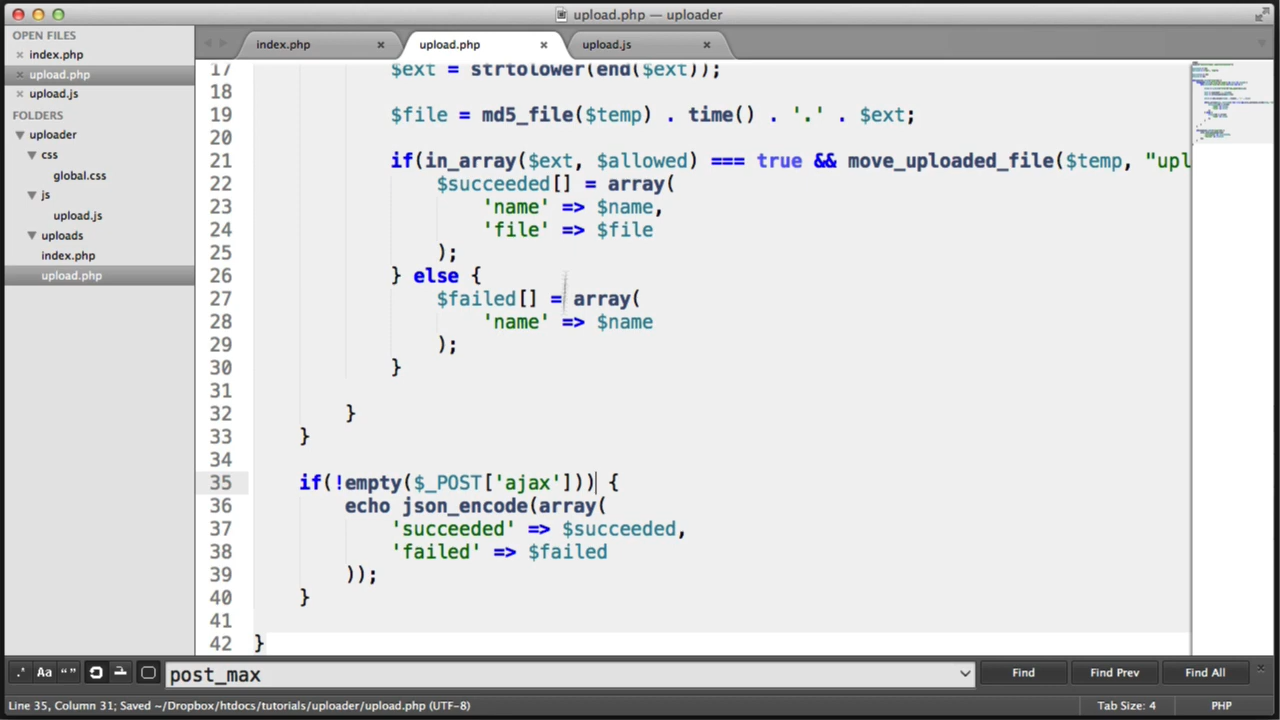 upload.php — uploader
OPEN FILES
index.php
upload.php
upload.js
FOLDERS
uploader
css
global.css
js
upload.js
uploads
index.php
upload.php
index.php
upload.php
upload.js
17 $ext = strtolower(end($ext));
18
19 $file = md5_file($temp) . time() . '.' . $ext;
20
21 if(in_array($ext, $allowed) === true && move_uploaded_file($temp, "upl
22 $succeeded[] = array(
23 'name' => $name,
24 'file' => $file
25 );
26 } else {
27 $failed[] = array(
28 'name' => $name
29 );
30 }
31
32 }
33 }
34
35 if(!empty($_POST['ajax'])) {
36 echo json_encode(array(
37 'succeeded' => $succeeded,
38 'failed' => $failed
39 ));
40 }
41
42 }
.* Aa “” post_max Find Find Prev Find All
Line 35, Column 31; Saved ~/Dropbox/htdocs/tutorials/uploader/upload.php (UTF-8) Tab Size: 4 PHP